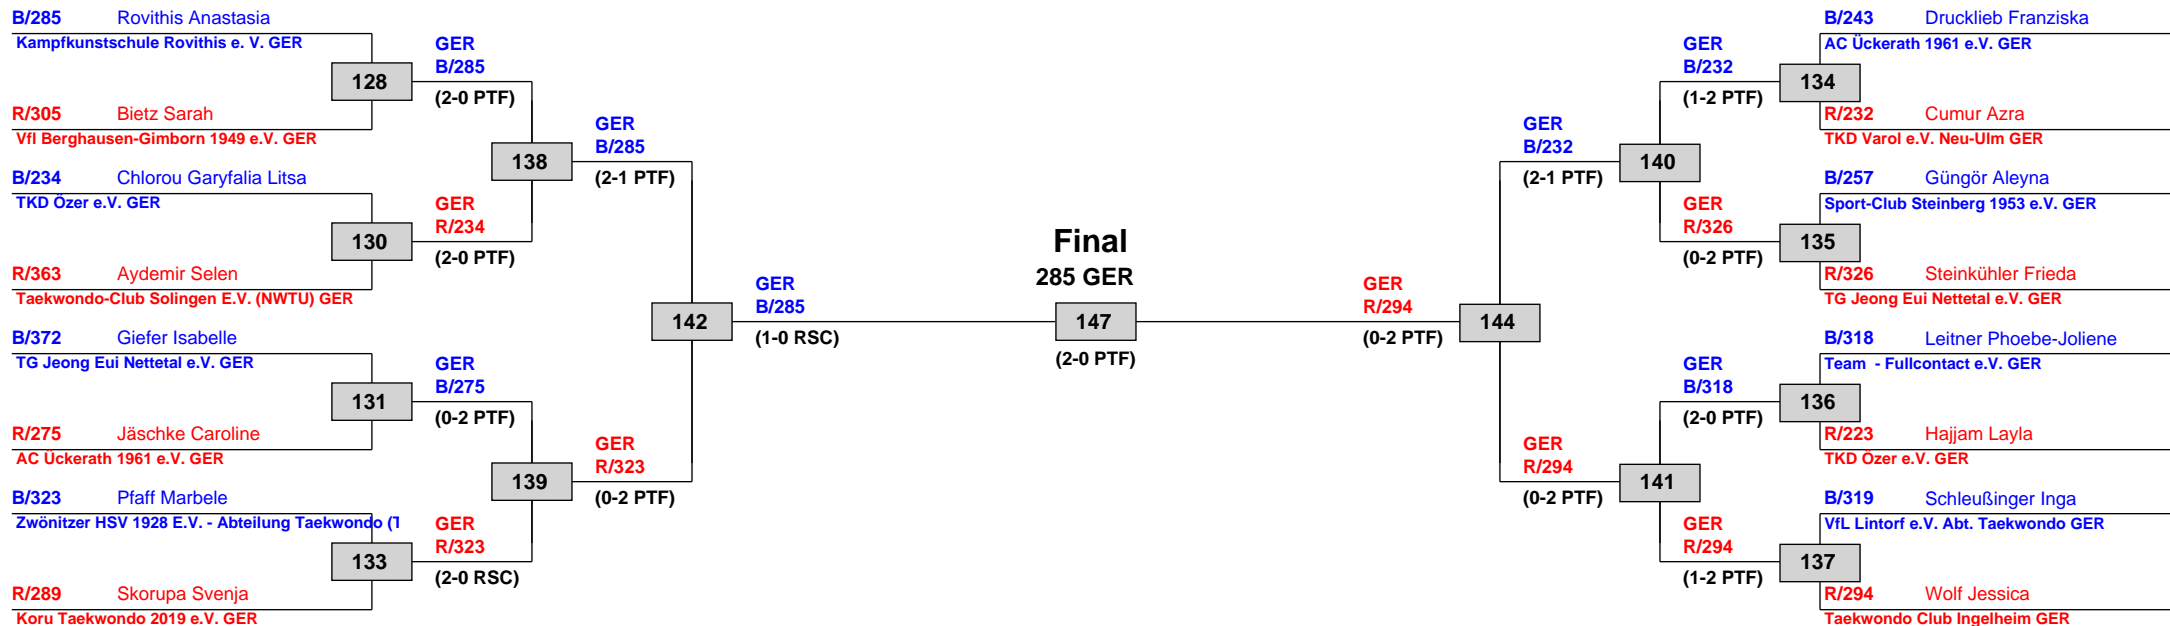 B/285 Rovithis Anastasia
Kampfkunstschule Rovithis e. V. GER
128
R/305 Bietz Sarah
Vfl Berghausen-Gimborn 1949 e.V. GER
GER
B/285
(2-0 PTF)
B/234 Chlorou Garyfalia Litsa
TKD Özer e.V. GER
130
R/363 Aydemir Selen
Taekwondo-Club Solingen E.V. (NWTU) GER
GER
R/234
(2-0 PTF)
138
GER
B/285
(2-1 PTF)
B/372 Giefer Isabelle
TG Jeong Eui Nettetal e.V. GER
131
R/275 Jäschke Caroline
AC Ückerath 1961 e.V. GER
GER
B/275
(0-2 PTF)
B/323 Pfaff Marbele
Zwönitzer HSV 1928 E.V. - Abteilung Taekwondo (T
133
R/289 Skorupa Svenja
Koru Taekwondo 2019 e.V. GER
GER
R/323
(2-0 RSC)
139
GER
R/323
(0-2 PTF)
142
GER
B/285
(1-0 RSC)
Final
285 GER
147
(2-0 PTF)
GER
R/294
(0-2 PTF)
144
GER
B/232
(2-1 PTF)
140
GER
B/232
(1-2 PTF)
B/243 Drucklieb Franziska
AC Ückerath 1961 e.V. GER
134
R/232 Cumur Azra
TKD Varol e.V. Neu-Ulm GER
GER
R/326
(0-2 PTF)
B/257 Güngör Aleyna
Sport-Club Steinberg 1953 e.V. GER
135
R/326 Steinkühler Frieda
TG Jeong Eui Nettetal e.V. GER
GER
R/294
(0-2 PTF)
141
GER
B/318
(2-0 PTF)
B/318 Leitner Phoebe-Joliene
Team - Fullcontact e.V. GER
136
R/223 Hajjam Layla
TKD Özer e.V. GER
GER
R/294
(1-2 PTF)
B/319 Schleußinger Inga
VfL Lintorf e.V. Abt. Taekwondo GER
137
R/294 Wolf Jessica
Taekwondo Club Ingelheim GER